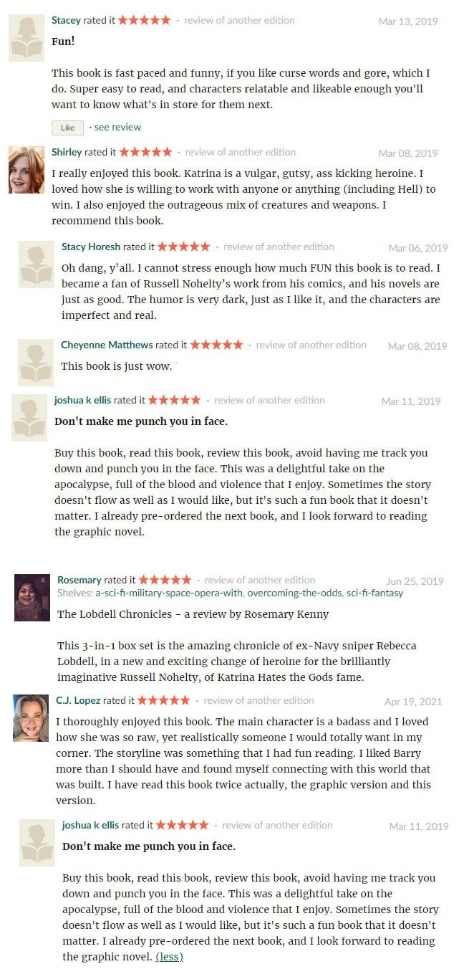 Stacey rated it ★★★★★ · review of another edition Mar 13, 2019
Fun!
This book is fast paced and funny, if you like curse words and gore, which I
do. Super easy to read, and characters relatable and likeable enough you'll
want to know what's in store for them next.
Like · see review
Shirley rated it ★★★★★ · review of another edition Mar 08, 2019
I really enjoyed this book. Katrina is a vulgar, gutsy, ass kicking heroine. I
loved how she is willing to work with anyone or anything (including Hell) to
win. I also enjoyed the outrageous mix of creatures and weapons. I
recommend this book.
Stacy Horesh rated it ★★★★★ · review of another edition Mar 06, 2019
Oh dang, y'all. I cannot stress enough how much FUN this book is to read. I
became a fan of Russell Nohelty's work from his comics, and his novels are
just as good. The humor is very dark, just as I like it, and the characters are
imperfect and real.
Cheyenne Matthews rated it ★★★★★ · review of another edition Mar 08, 2019
This book is just wow.
joshua k ellis rated it ★★★★★ · review of another edition Mar 11, 2019
Don't make me punch you in face.
Buy this book, read this book, review this book, avoid having me track you
down and punch you in the face. This was a delightful take on the
apocalypse, full of the blood and violence that I enjoy. Sometimes the story
doesn't flow as well as I would like, but it's such a fun book that it doesn't
matter. I already pre-ordered the next book, and I look forward to reading
the graphic novel.
Rosemary rated it ★★★★★ · review of another edition Jun 25, 2019
Shelves: a-sci-fi-military-space-opera-with, overcoming-the-odds, sci-fi-fantasy
The Lobdell Chronicles - a review by Rosemary Kenny
This 3-in-1 box set is the amazing chronicle of ex-Navy sniper Rebecca
Lobdell, in a new and exciting change of heroine for the brilliantly
imaginative Russell Nohelty, of Katrina Hates the Gods fame.
C.J. Lopez rated it ★★★★★ · review of another edition Apr 19, 2021
I thoroughly enjoyed this book. The main character is a badass and I loved
how she was so raw, yet realistically someone I would totally want in my
corner. The storyline was something that I had fun reading. I liked Barry
more than I should have and found myself connecting with this world that
was built. I have read this book twice actually, the graphic version and this
version.
joshua k ellis rated it ★★★★★ · review of another edition Mar 11, 2019
Don't make me punch you in face.
Buy this book, read this book, review this book, avoid having me track you
down and punch you in the face. This was a delightful take on the
apocalypse, full of the blood and violence that I enjoy. Sometimes the story
doesn't flow as well as I would like, but it's such a fun book that it doesn't
matter. I already pre-ordered the next book, and I look forward to reading
the graphic novel. (less)